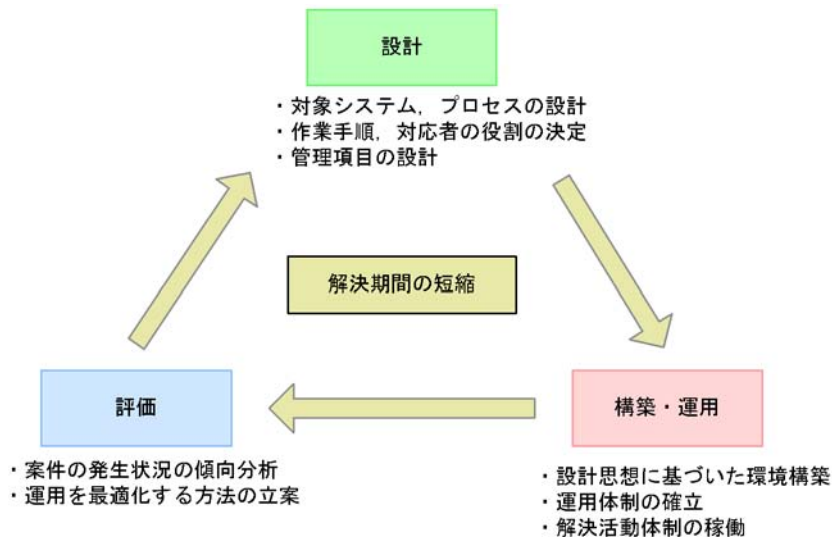 設計
・対象システム，プロセスの設計
・作業手順，対応者の役割の決定
・管理項目の設計
解決期間の短縮
評価
・案件の発生状況の傾向分析
・運用を最適化する方法の立案
構築・運用
・設計思想に基づいた環境構築
・運用体制の確立
・解決活動体制の稼働